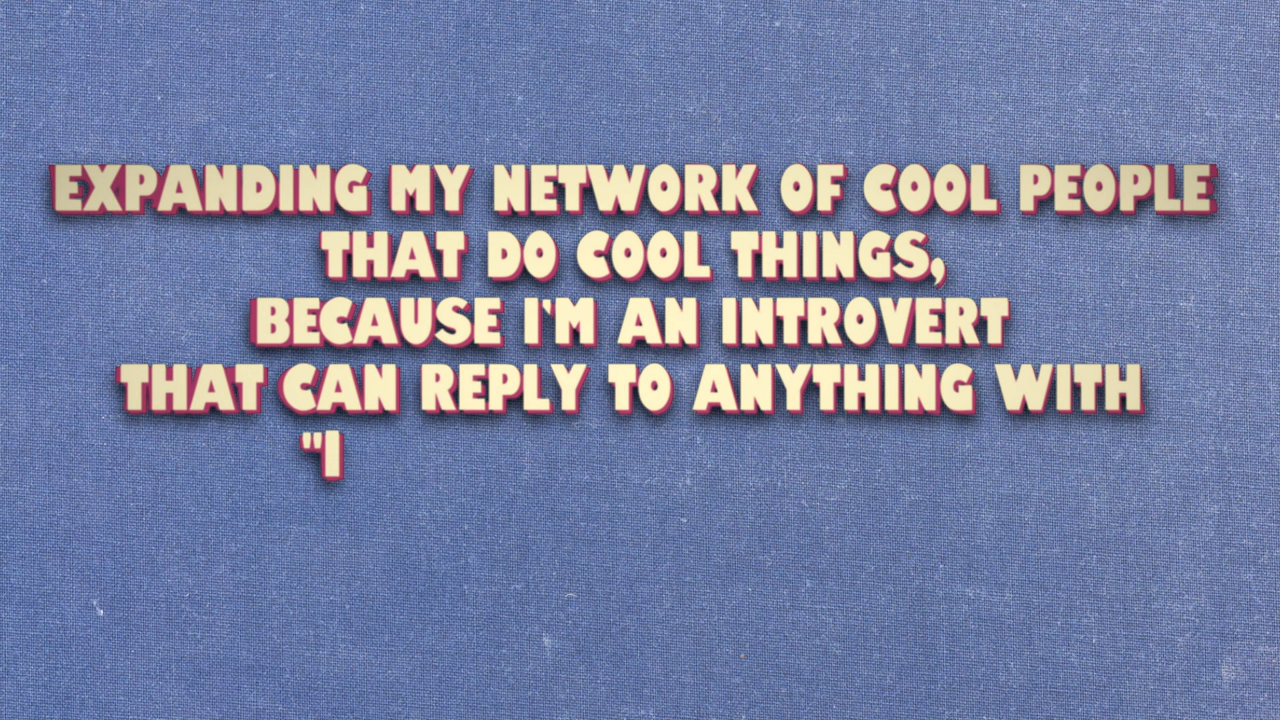 EXPANDING MY NETWORK OF COOL PEOPLE
THAT DO COOL THINGS,
BECAUSE I'M AN INTROVERT
THAT CAN REPLY TO ANYTHING WITH
"I